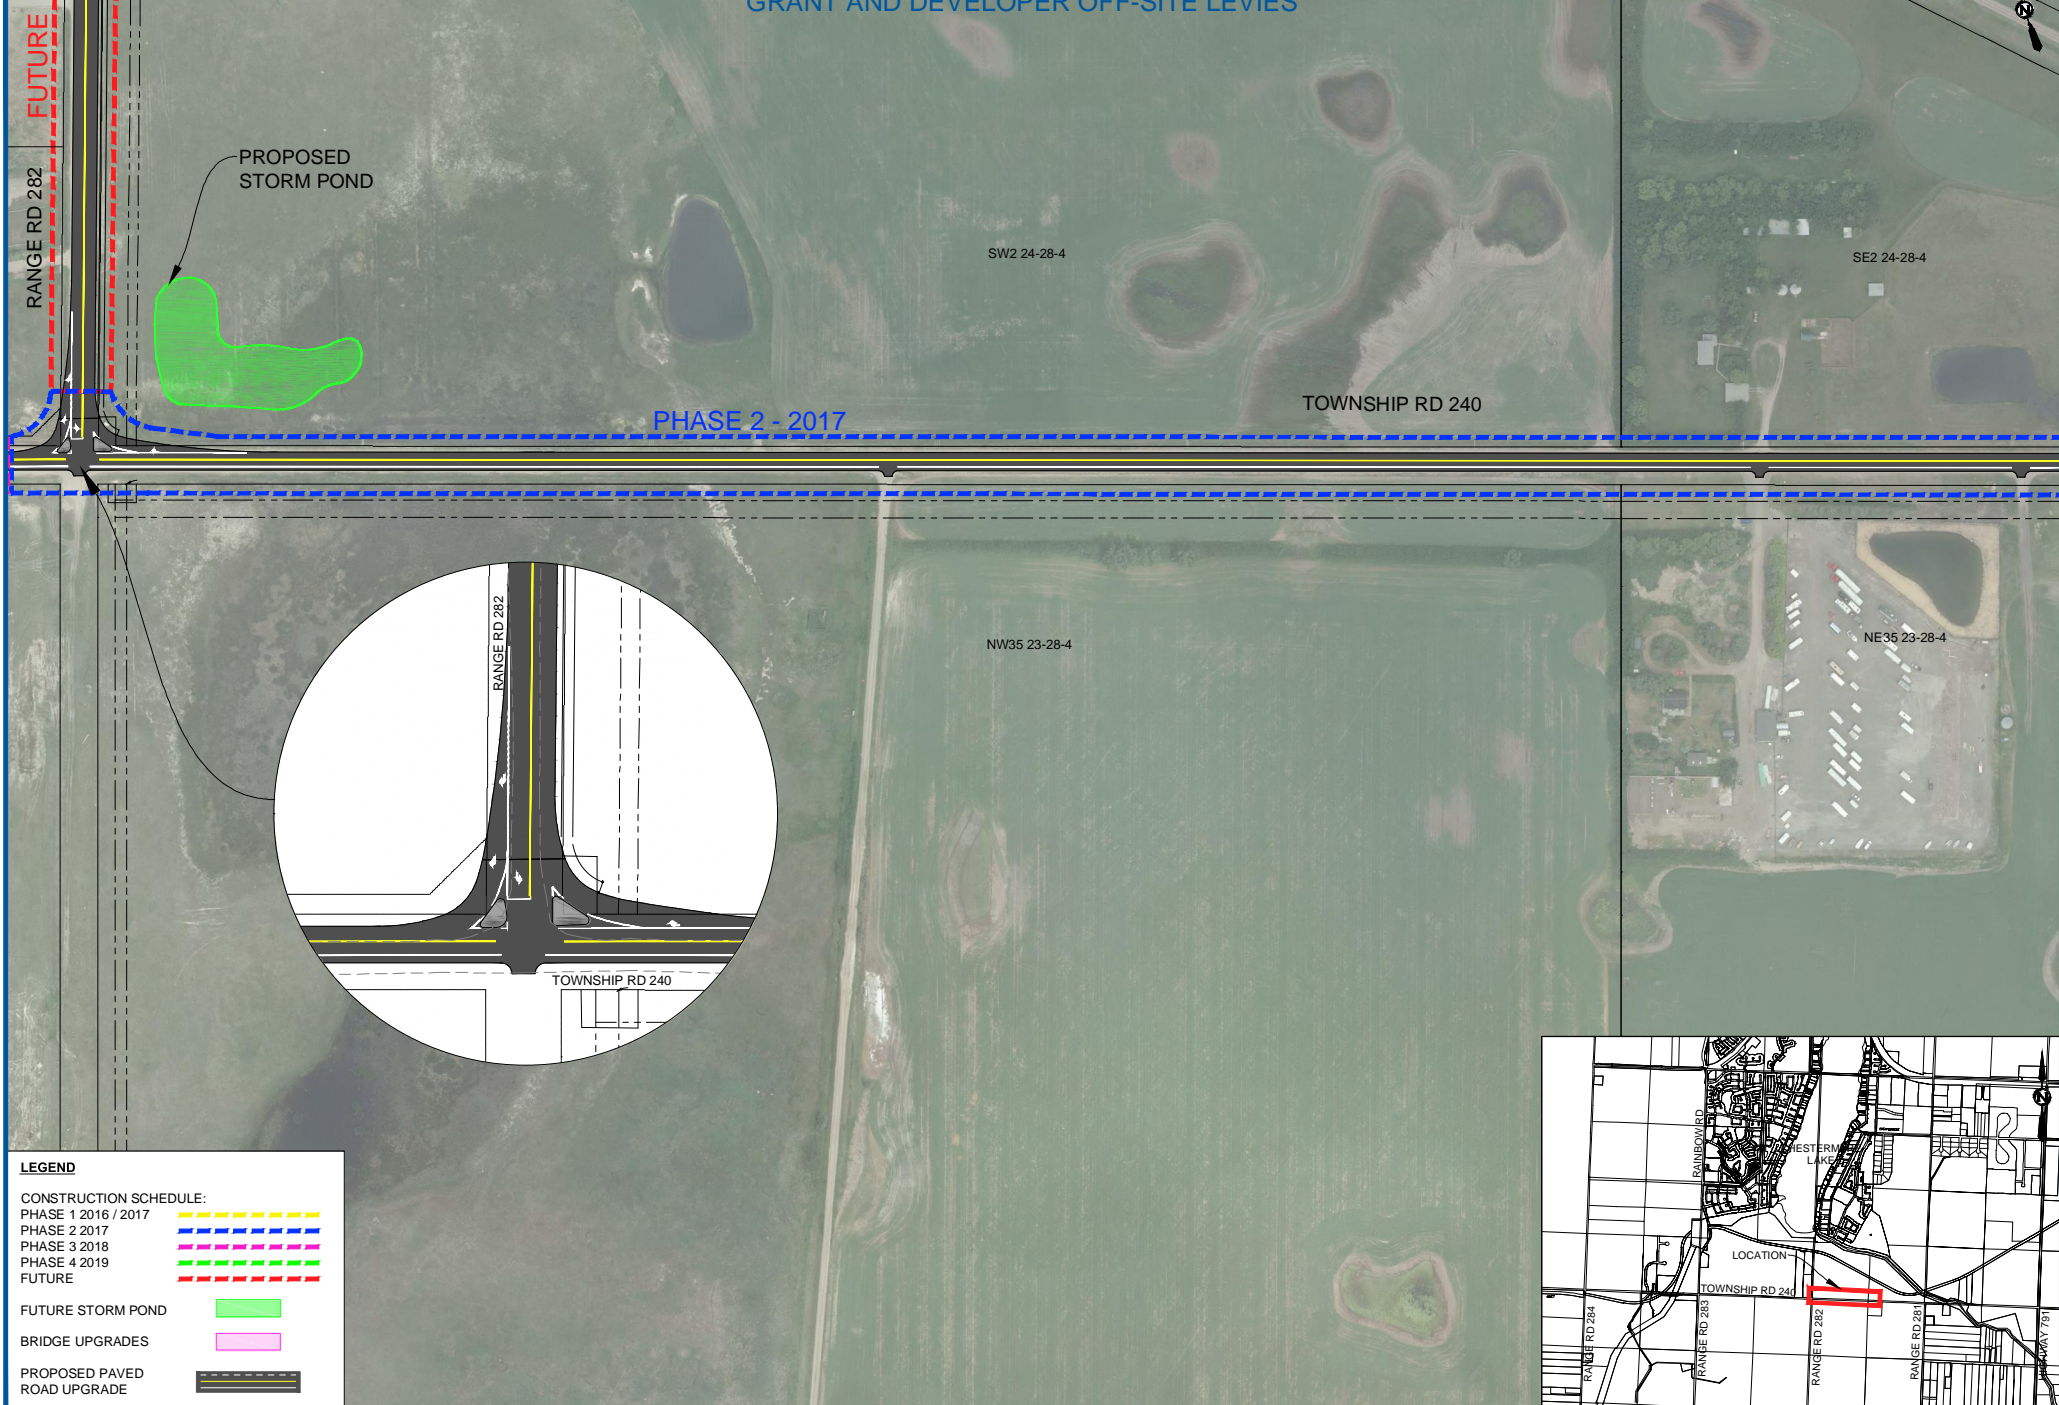 GRANT AND DEVELOPER OFF-SITE LEVIES
FUTURE
N
PROPOSED
STORM POND
RANGE RD 282
SW2 24-28-4
SE2 24-28-4
TOWNSHIP RD 240
PHASE 2 - 2017
RANGE RD 282
NW35 23-28-4
NE35 23-28-4
TOWNSHIP RD 240
LEGEND
CONSTRUCTION SCHEDULE:
PHASE 1 2016 / 2017
PHASE 2 2017
PHASE 3 2018
PHASE 4 2019
FUTURE
FUTURE STORM POND
BRIDGE UPGRADES
PROPOSED PAVED
ROAD UPGRADE
N
RAINBOW RD
LAKE
LOCATION
TOWNSHIP RD 240
RANGE RD 284
RANGE RD 283
RANGE RD 282
RANGE RD 281
HIGHWAY 791